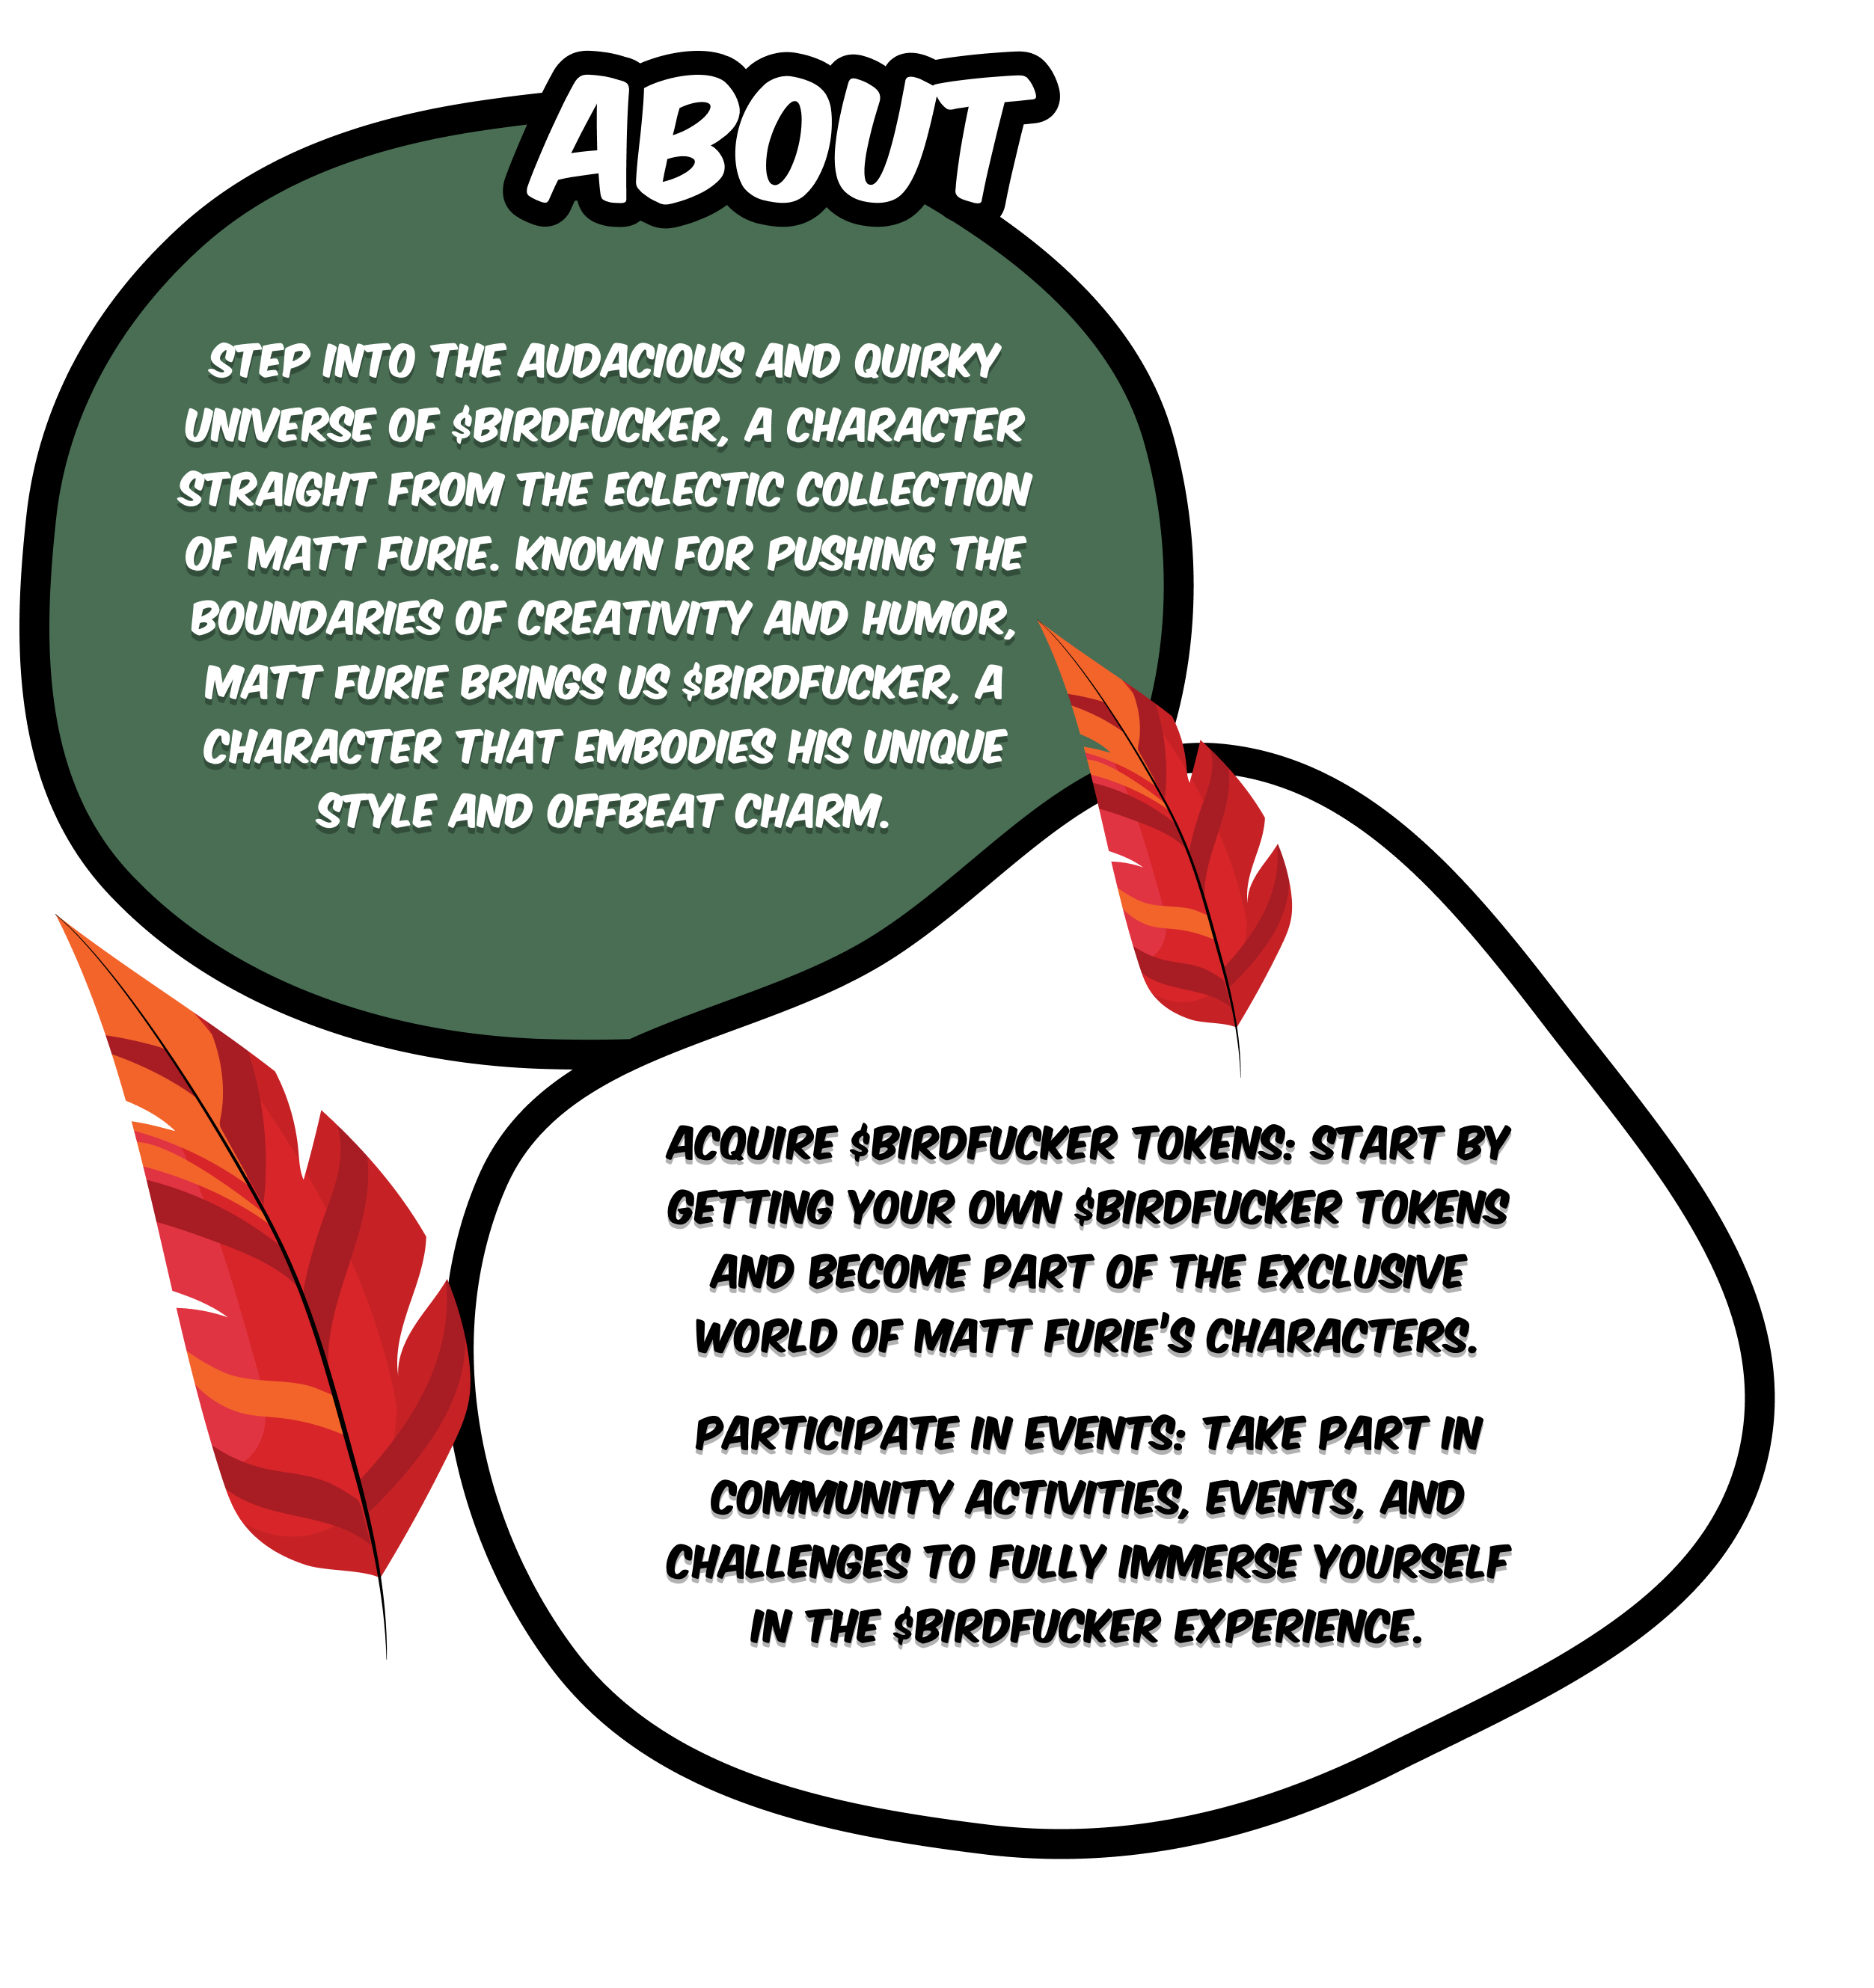 ABOUT
STEP INTO THE AUDACIOUS AND QUIRKY
UNIVERSE OF $BIRDFUCKER, A CHARACTER
STRAIGHT FROM THE ECLECTIC COLLECTION
OF MATT FURIE. KNOWN FOR PUSHING THE
BOUNDARIES OF CREATIVITY AND HUMOR,
MATT FURIE BRINGS US $BIRDFUCKER, A
CHARACTER THAT EMBODIES HIS UNIQUE
STYLE AND OFFBEAT CHARM.
ACQUIRE $BIRDFUCKER TOKENS: START BY
GETTING YOUR OWN $BIRDFUCKER TOKENS
AND BECOME PART OF THE EXCLUSIVE
WORLD OF MATT FURIE'S CHARACTERS.
PARTICIPATE IN EVENTS: TAKE PART IN
COMMUNITY ACTIVITIES, EVENTS, AND
CHALLENGES TO FULLY IMMERSE YOURSELF
IN THE $BIRDFUCKER EXPERIENCE.